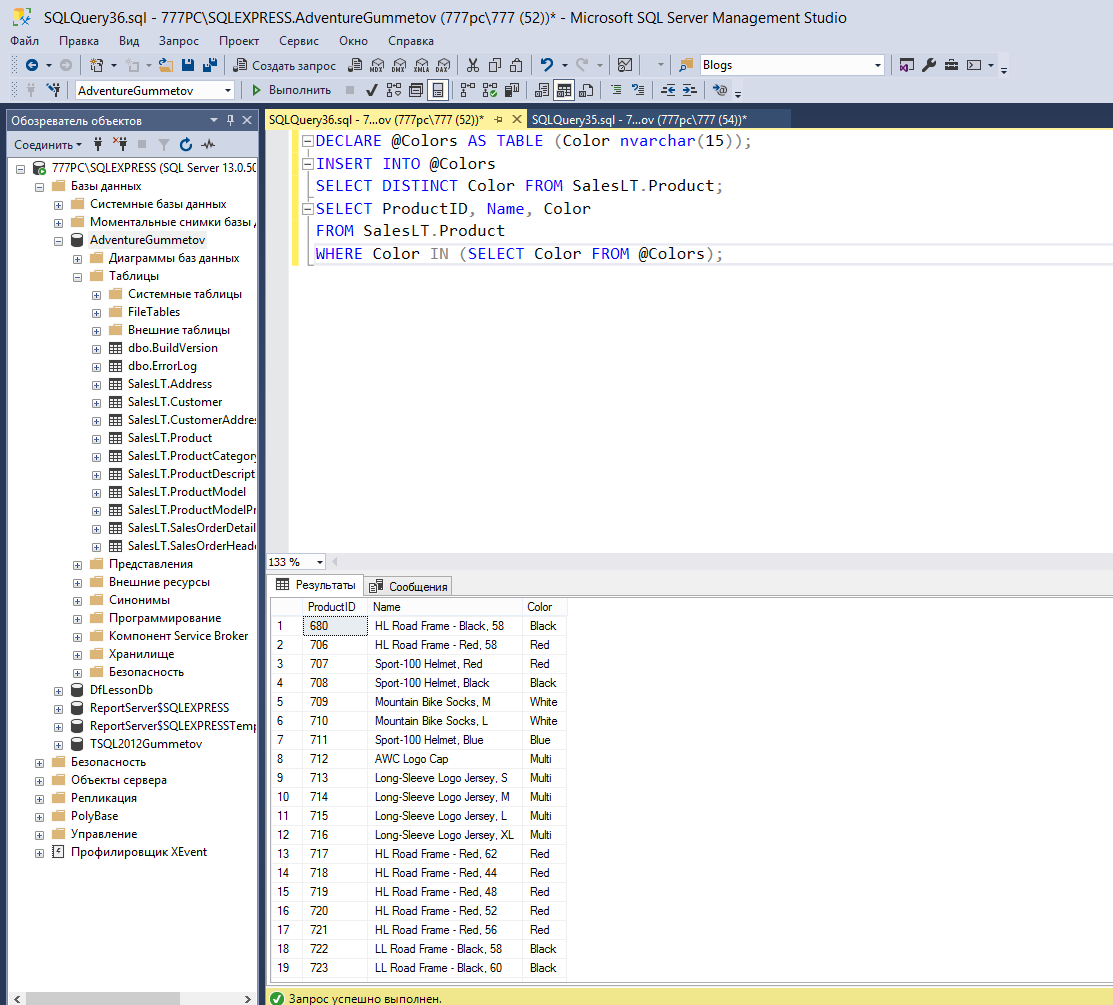 SQLQuery36.sql - 777PC\SQLEXPRESS.AdventureGummetov (777pc\777 (52))* - Microsoft SQL Server Management Studio
Файл Правка Вид Запрос Проект Сервис Окно Справка
Создать запрос MDX DMX XMLA DAX Blogs
AdventureGummetov Выполнить
Обозреватель объектов
Соединить
777PC\SQLEXPRESS (SQL Server 13.0.50
Базы данных
Системные базы данных
Моментальные снимки базы д
AdventureGummetov
Диаграммы баз данных
Таблицы
Системные таблицы
FileTables
Внешние таблицы
dbo.BuildVersion
dbo.ErrorLog
SalesLT.Address
SalesLT.Customer
SalesLT.CustomerAddres
SalesLT.Product
SalesLT.ProductCategory
SalesLT.ProductDescript
SalesLT.ProductModel
SalesLT.ProductModelPr
SalesLT.SalesOrderDetail
SalesLT.SalesOrderHeade
Представления
Внешние ресурсы
Синонимы
Программирование
Компонент Service Broker
Хранилище
Безопасность
DfLessonDb
ReportServer$SQLEXPRESS
ReportServer$SQLEXPRESSTemp
TSQL2012Gummetov
Безопасность
Объекты сервера
Репликация
PolyBase
Управление
Профилировщик XEvent
SQLQuery36.sql - 7...ov (777pc\777 (52))* SQLQuery35.sql - 7...ov (777pc\777 (54))*
DECLARE @Colors AS TABLE (Color nvarchar(15));
INSERT INTO @Colors
SELECT DISTINCT Color FROM SalesLT.Product;
SELECT ProductID, Name, Color
FROM SalesLT.Product
WHERE Color IN (SELECT Color FROM @Colors);
133 %
Результаты Сообщения
ProductID Name Color
1 680 HL Road Frame - Black, 58 Black
2 706 HL Road Frame - Red, 58 Red
3 707 Sport-100 Helmet, Red Red
4 708 Sport-100 Helmet, Black Black
5 709 Mountain Bike Socks, M White
6 710 Mountain Bike Socks, L White
7 711 Sport-100 Helmet, Blue Blue
8 712 AWC Logo Cap Multi
9 713 Long-Sleeve Logo Jersey, S Multi
10 714 Long-Sleeve Logo Jersey, M Multi
11 715 Long-Sleeve Logo Jersey, L Multi
12 716 Long-Sleeve Logo Jersey, XL Multi
13 717 HL Road Frame - Red, 62 Red
14 718 HL Road Frame - Red, 44 Red
15 719 HL Road Frame - Red, 48 Red
16 720 HL Road Frame - Red, 52 Red
17 721 HL Road Frame - Red, 56 Red
18 722 LL Road Frame - Black, 58 Black
19 723 LL Road Frame - Black, 60 Black
Запрос успешно выполнен.